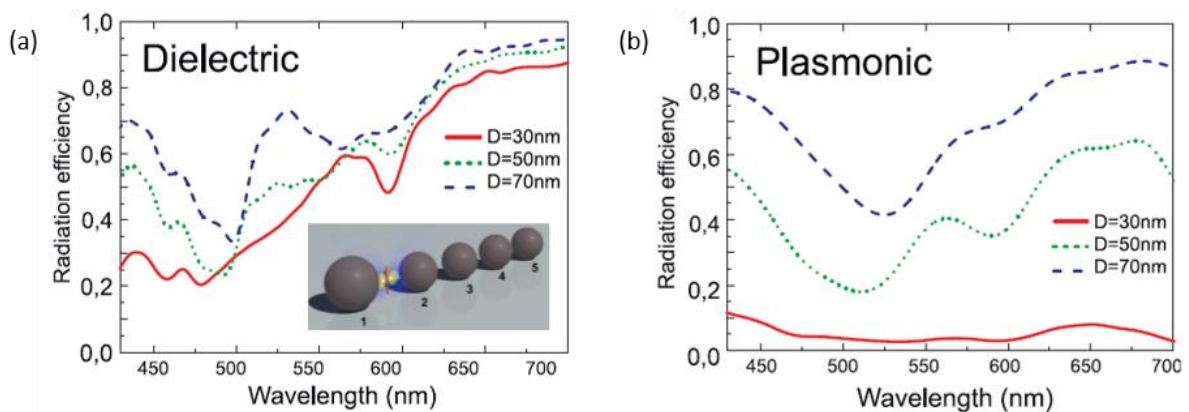 (a)
Dielectric
Radiation efficiency
1,0
0,8
0,6
0,4
0,2
0,0
D=30nm
D=50nm
D=70nm
1
2
3
4
5
450 500 550 600 650 700
Wavelength (nm)
(b)
Plasmonic
Radiation efficiency
1,0
0,8
0,6
0,4
0,2
0,0
D=30nm
D=50nm
D=70nm
450 500 550 600 650 700
Wavelength (nm)